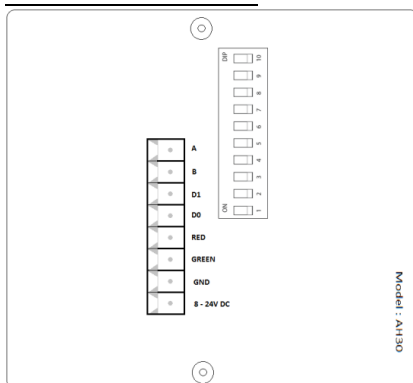 DIP
10
9
8
7
6
5
4
3
2
1
ON
A
B
D1
D0
RED
GREEN
GND
8 - 24V DC
Model : AH30